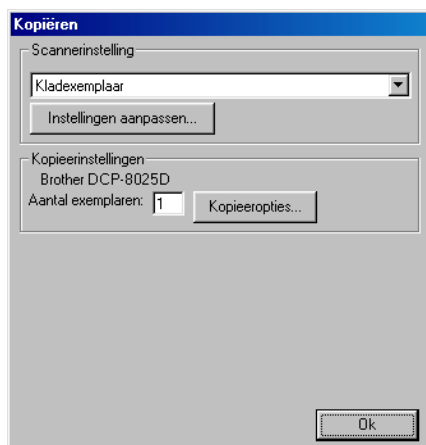 Kopiëren
Scannerinstelling
Kladexemplaar
Instellingen aanpassen...
Kopieerinstellingen
Brother DCP-8025D
Aantal exemplaren: 1 Kopieeropties...
Ok